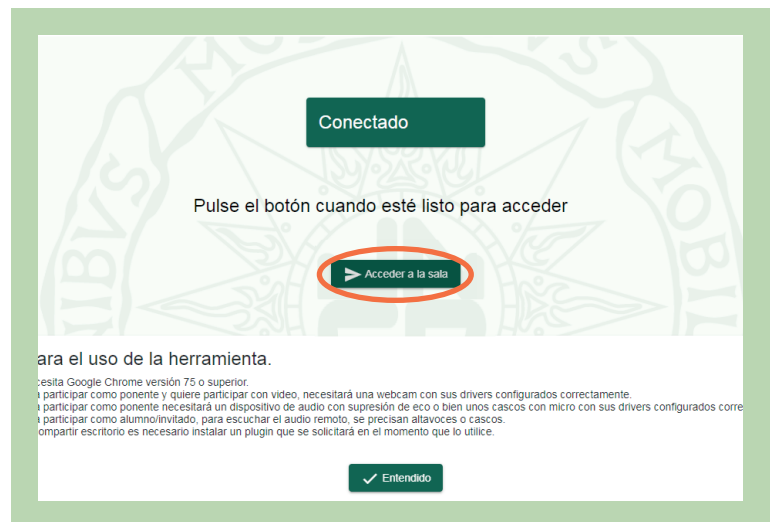 Conectado
Pulse el botón cuando esté listo para acceder
Acceder a la sala
ara el uso de la herramienta.
cesita Google Chrome versión 75 o superior.
a participar como ponente y quiere participar con video, necesitará una webcam con sus drivers configurados correctamente.
a participar como ponente necesitará un dispositivo de audio con supresión de eco o bien unos cascos con micro con sus drivers configurados corre
a participar como alumno/invitado, para escuchar el audio remoto, se precisan altavoces o cascos.
ompartir escritorio es necesario instalar un plugin que se solicitará en el momento que lo utilice.
Entendido